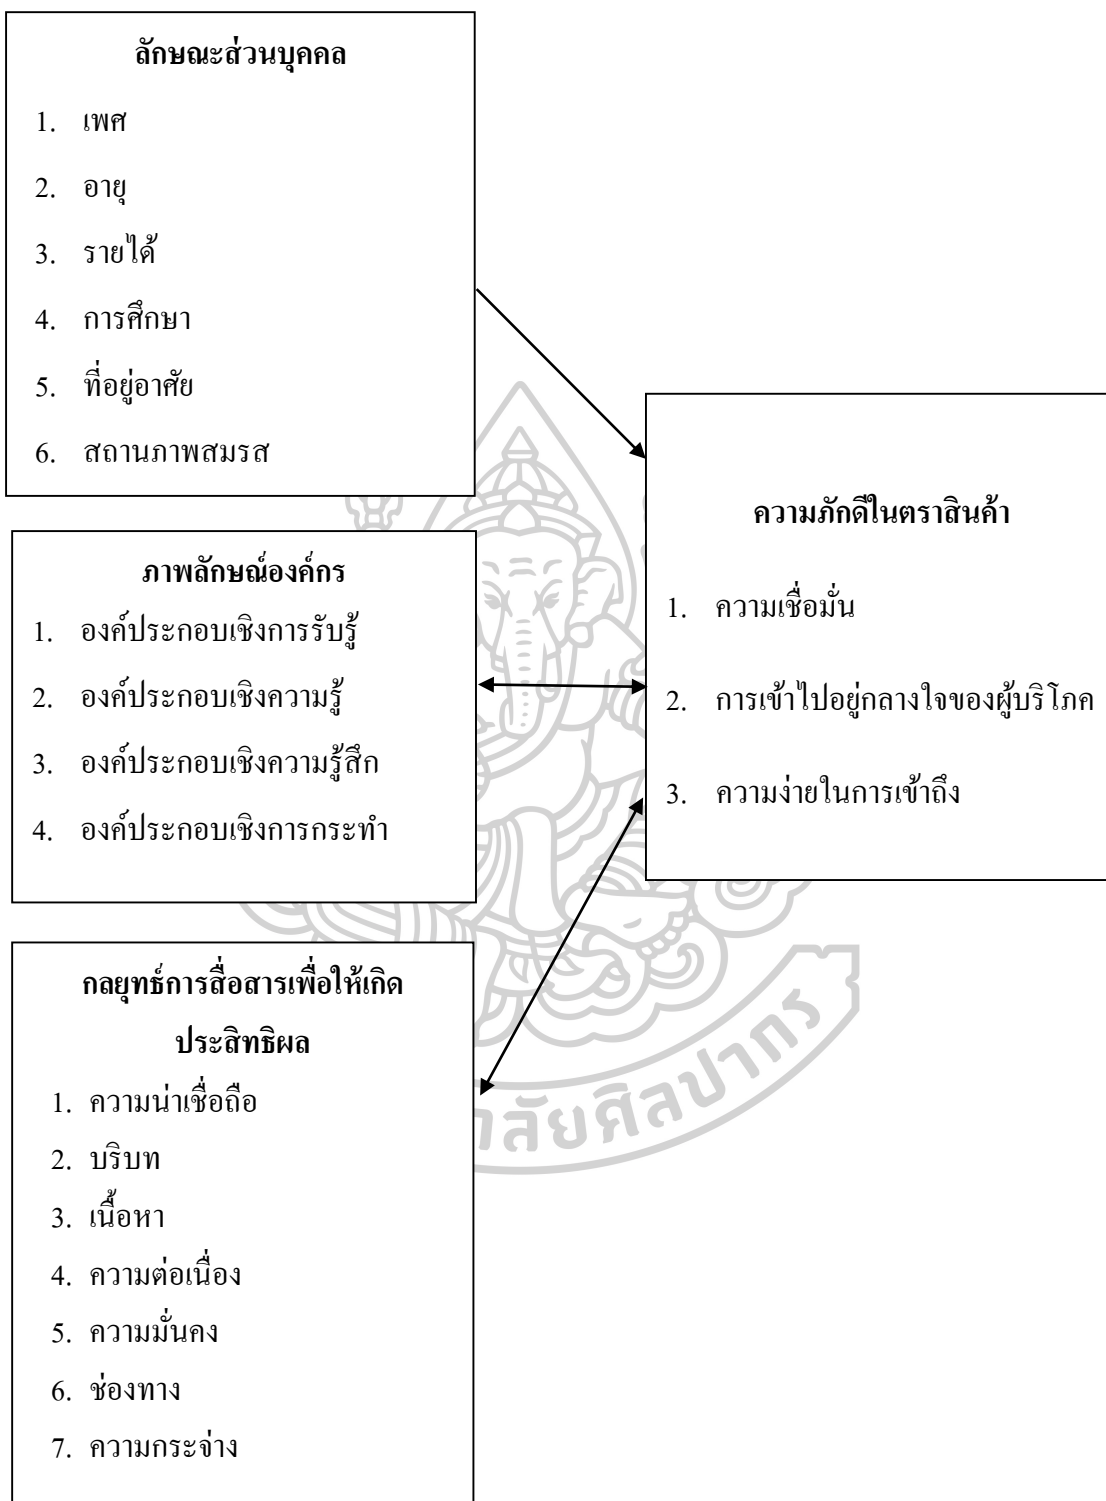 ลักษณะส่วนบุคคล
1. เพศ
2. อายุ
3. รายได้
4. การศึกษา
5. ที่อยู่อาศัย
6. สถานภาพสมรส
ภาพลักษณ์องค์กร
1. องค์ประกอบเชิงการรับรู้
2. องค์ประกอบเชิงความรู้
3. องค์ประกอบเชิงความรู้สึก
4. องค์ประกอบเชิงการกระทำ
กลยุทธ์การสื่อสารเพื่อให้เกิด
ประสิทธิผล
1. ความน่าเชื่อถือ
2. บริบท
3. เนื้อหา
4. ความต่อเนื่อง
5. ความมั่นคง
6. ช่องทาง
7. ความกระจ่าง
ความภักดีในตราสินค้า
1. ความเชื่อมั่น
2. การเข้าไปอยู่กลางใจของผู้บริโภค
3. ความง่ายในการเข้าถึง
าลัยศิลปากร